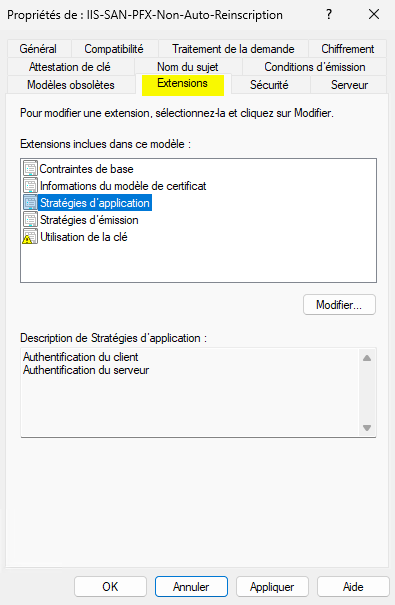 Propriétés de : IIS-SAN-PFX-Non-Auto-Reinscription
Général
Compatibilité
Traitement de la demande
Chiffrement
Attestation de clé
Nom du sujet
Conditions d'émission
Modèles obsolètes
Extensions
Sécurité
Serveur
Pour modifier une extension, sélectionnez-la et cliquez sur Modifier.
Extensions inclues dans ce modèle :
Contraintes de base
Informations du modèle de certificat
Stratégies d'application
Stratégies d'émission
Utilisation de la clé
Modifier...
Description de Stratégies d'application :
Authentification du client
Authentification du serveur
OK
Annuler
Appliquer
Aide